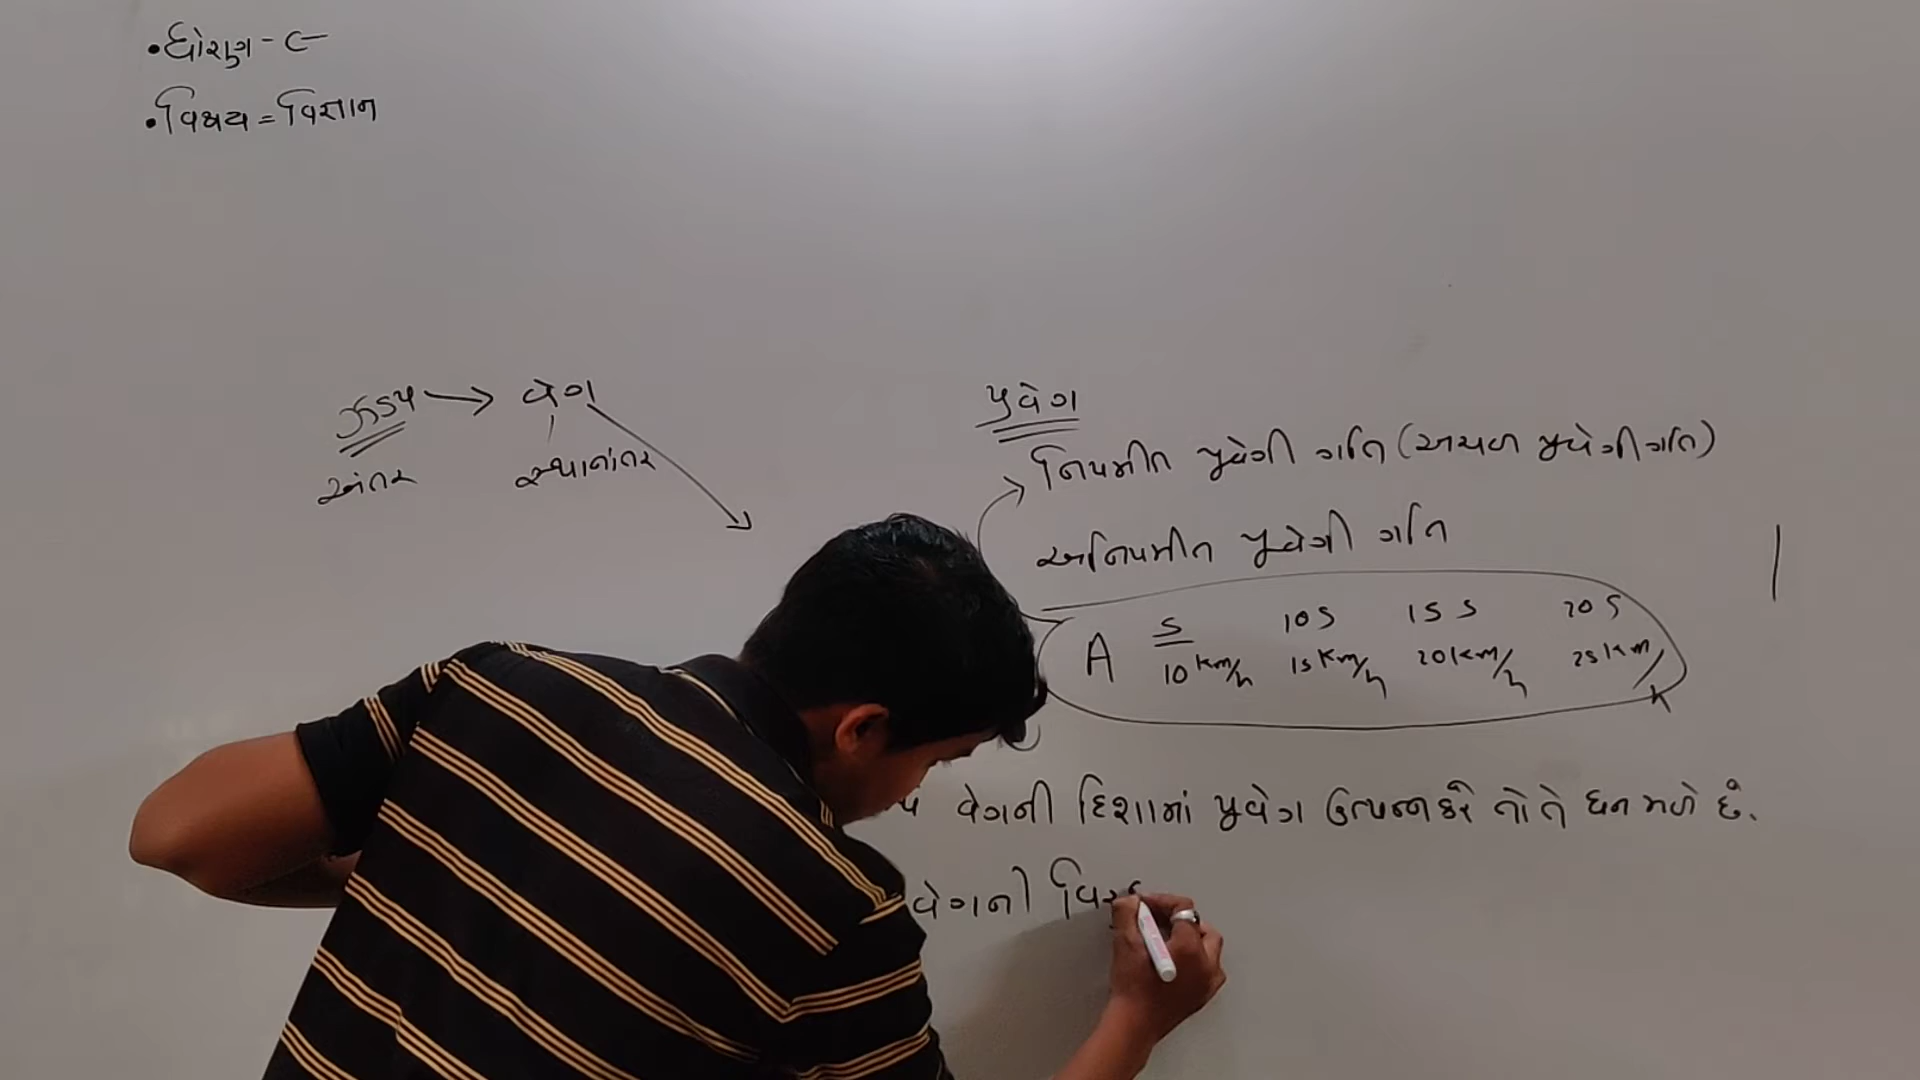 • ધોરણ - ૯
• વિષય = વિજ્ઞાન
ઝડપ → વેગ
અંતર
સ્થાનાંતર
પ્રવેગ
નિયમીત પ્રવેગી ગતિ (અચળ પ્રવેગી ગતિ)
અનિયમીત પ્રવેગી ગતિ
A 5 10 S 15 S 20 S
10 km/h 15 km/h 20 km/h 25 km/h
વેગની દિશામાં પ્રવેગ ઉત્પન્ન કરે તો તે ધન મળે છે.
વેગની